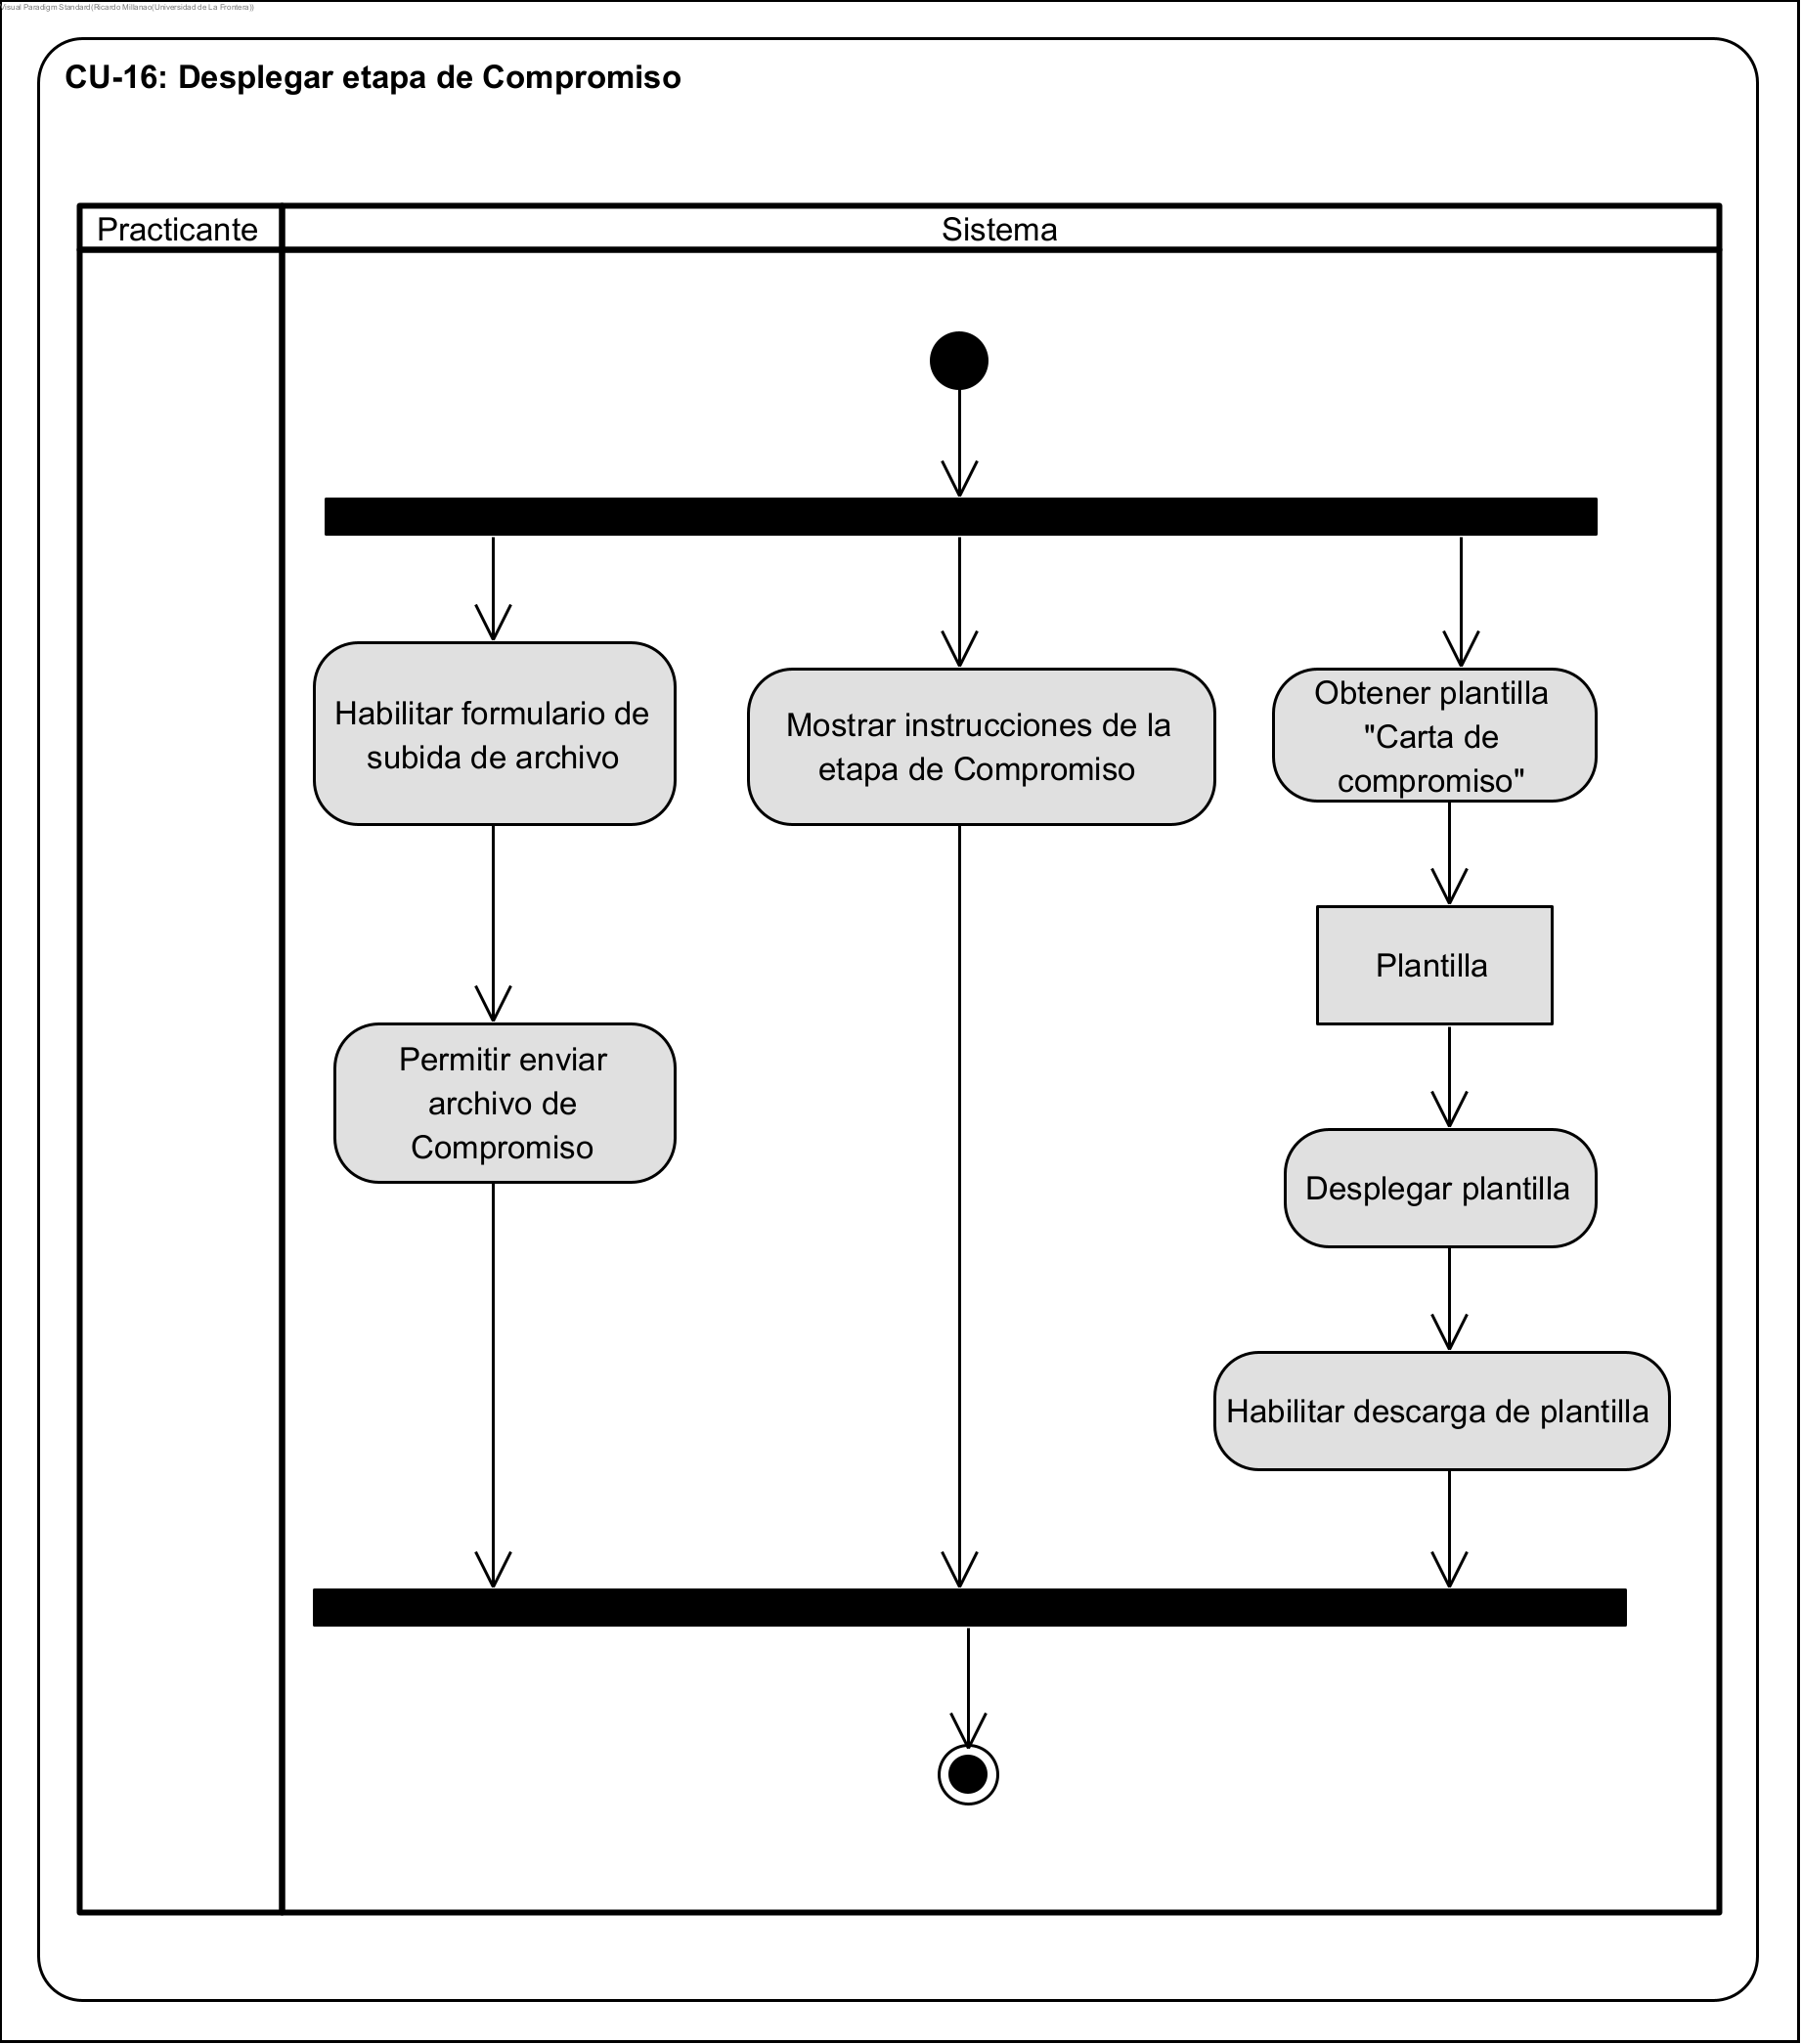 Visual Paradigm Standard(Ricardo Millanao(Universidad de La Frontera))
CU-16: Desplegar etapa de Compromiso
Practicante
Sistema
Habilitar formulario de
subida de archivo
Mostrar instrucciones de la
etapa de Compromiso
Obtener plantilla
"Carta de
compromiso"
Plantilla
Permitir enviar
archivo de
Compromiso
Desplegar plantilla
Habilitar descarga de plantilla